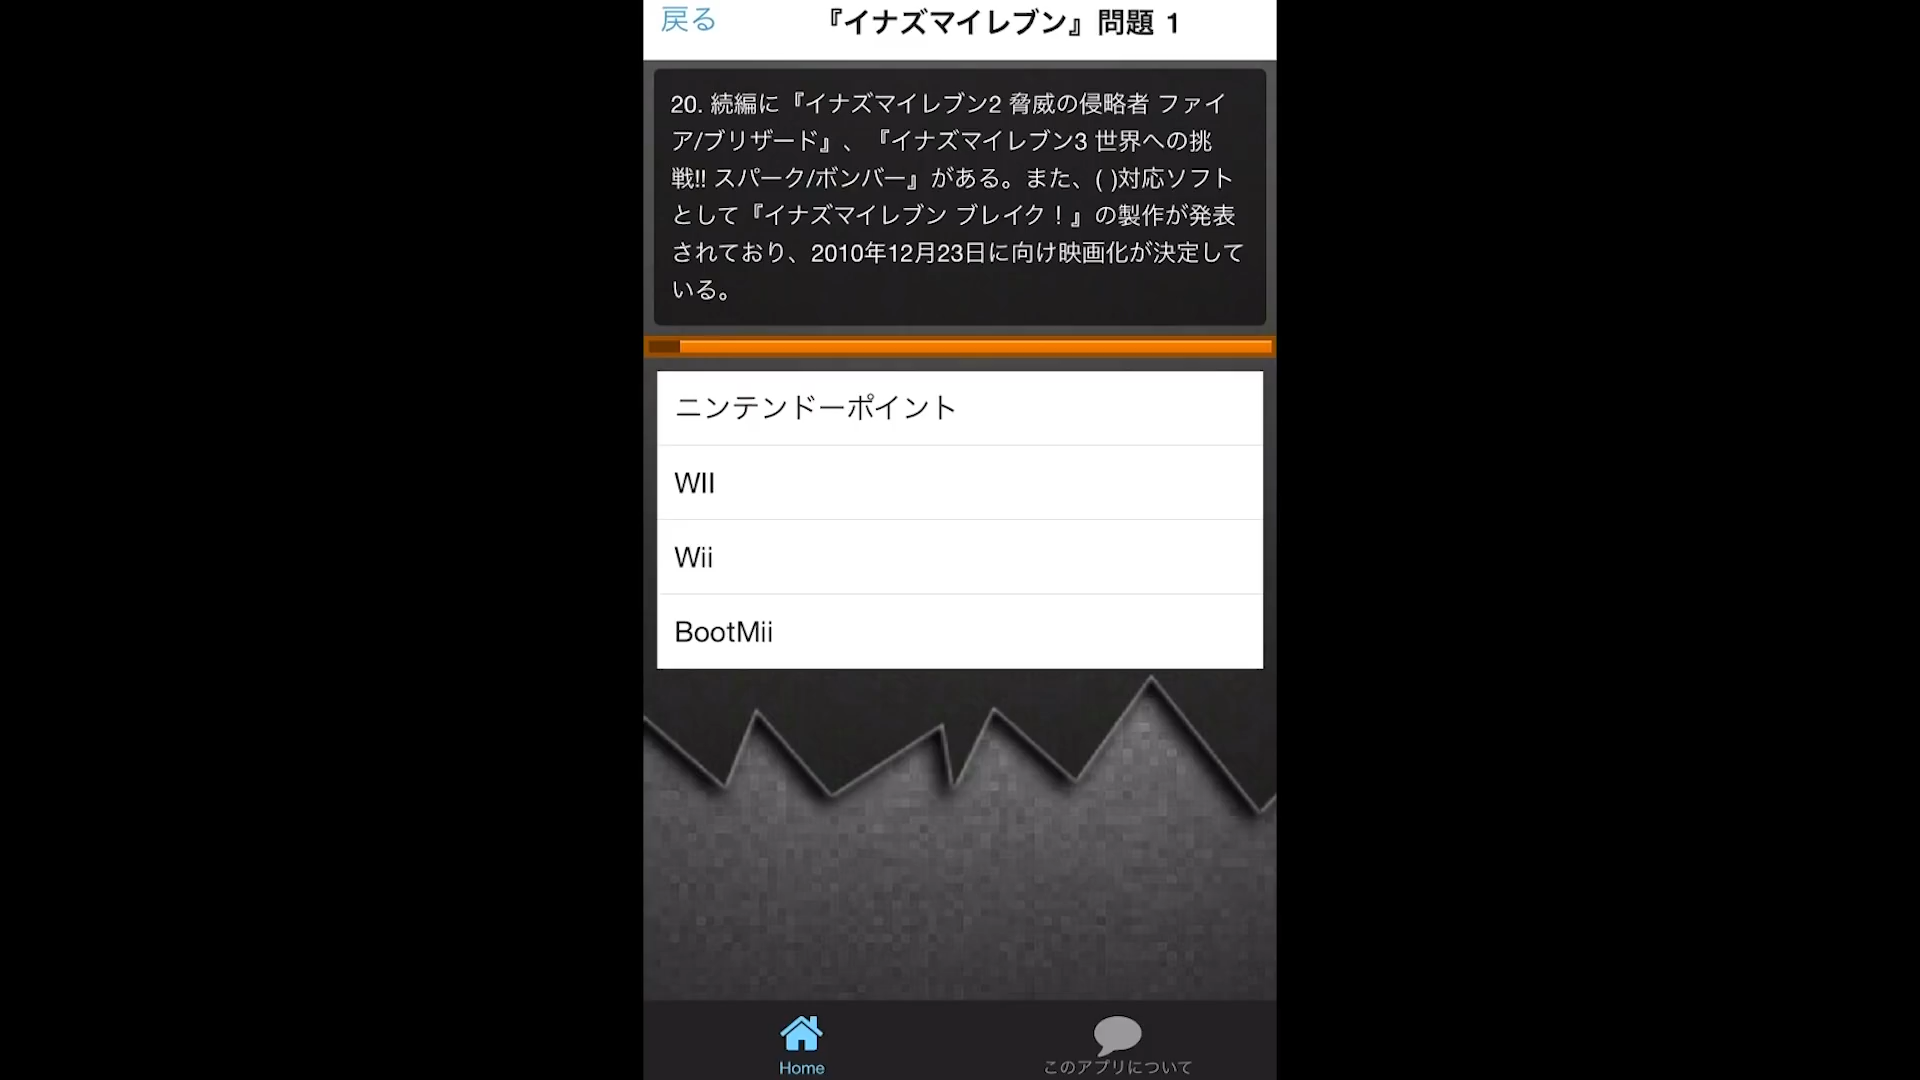 戻る
『イナズマイレブン』問題 1
20. 続編に『イナズマイレブン2 脅威の侵略者 ファイ
ア/ブリザード』、『イナズマイレブン3 世界への挑
戦!! スパーク/ボンバー』がある。また、( )対応ソフト
として『イナズマイレブン ブレイク！』の製作が発表
されており、2010年12月23日に向け映画化が決定して
いる。
ニンテンドーポイント
WII
Wii
BootMii
Home
このアプリについて